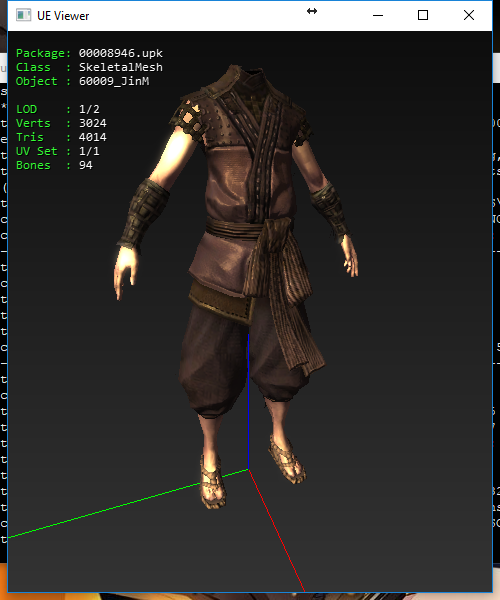 UE Viewer
Package: 00008946.upk
Class : SkeletalMesh
Object : 60009_JinM
LOD : 1/2
Verts : 3024
Tris : 4014
UV Set : 1/1
Bones : 94